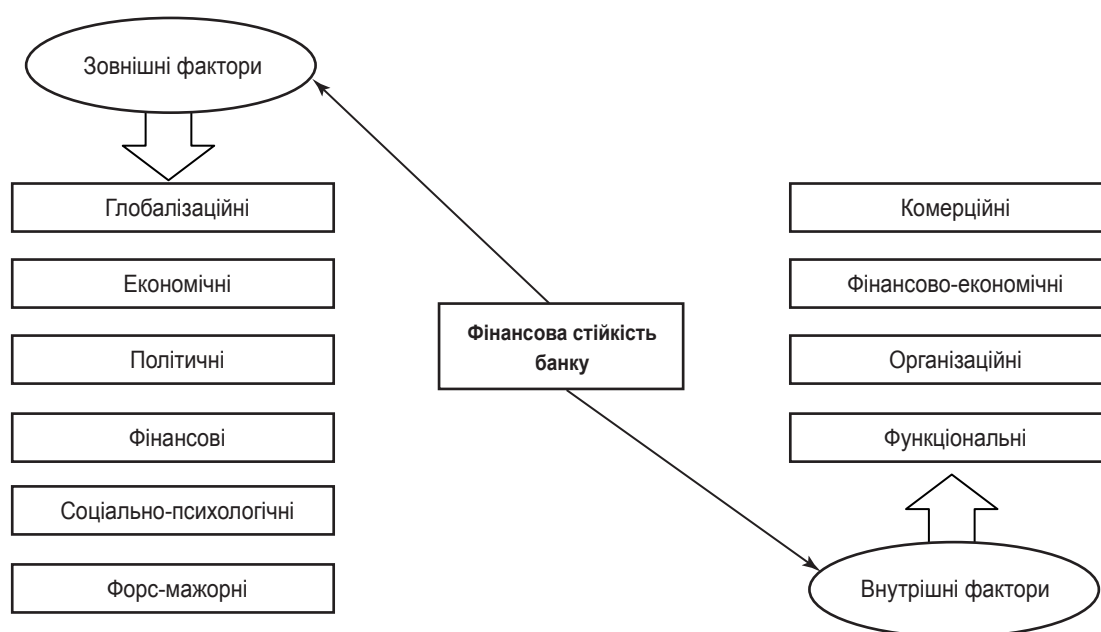 Зовнішні фактори
Глобалізаційні
Економічні
Політичні
Фінансові
Соціально-психологічні
Форс-мажорні
Фінансова стійкість
банку
Комерційні
Фінансово-економічні
Організаційні
Функціональні
Внутрішні фактори